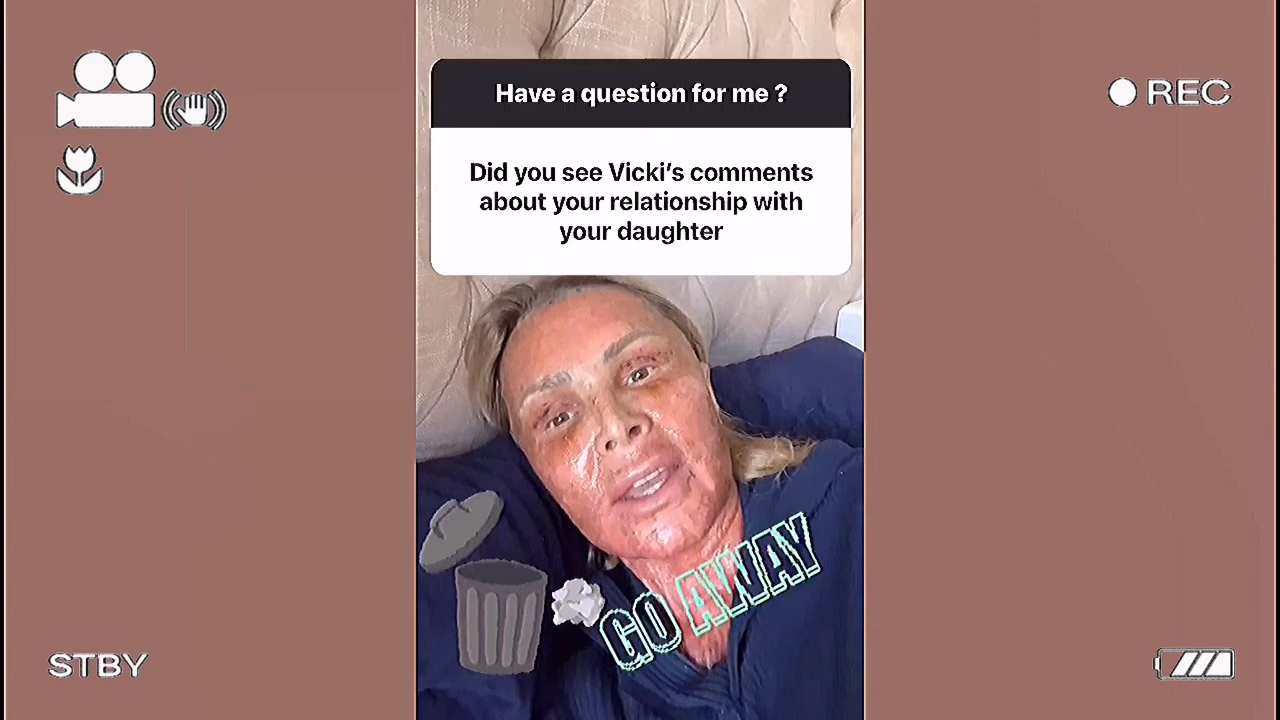 REC
Have a question for me ?
Did you see Vicki's comments
about your relationship with
your daughter
GO AWAY
STBY